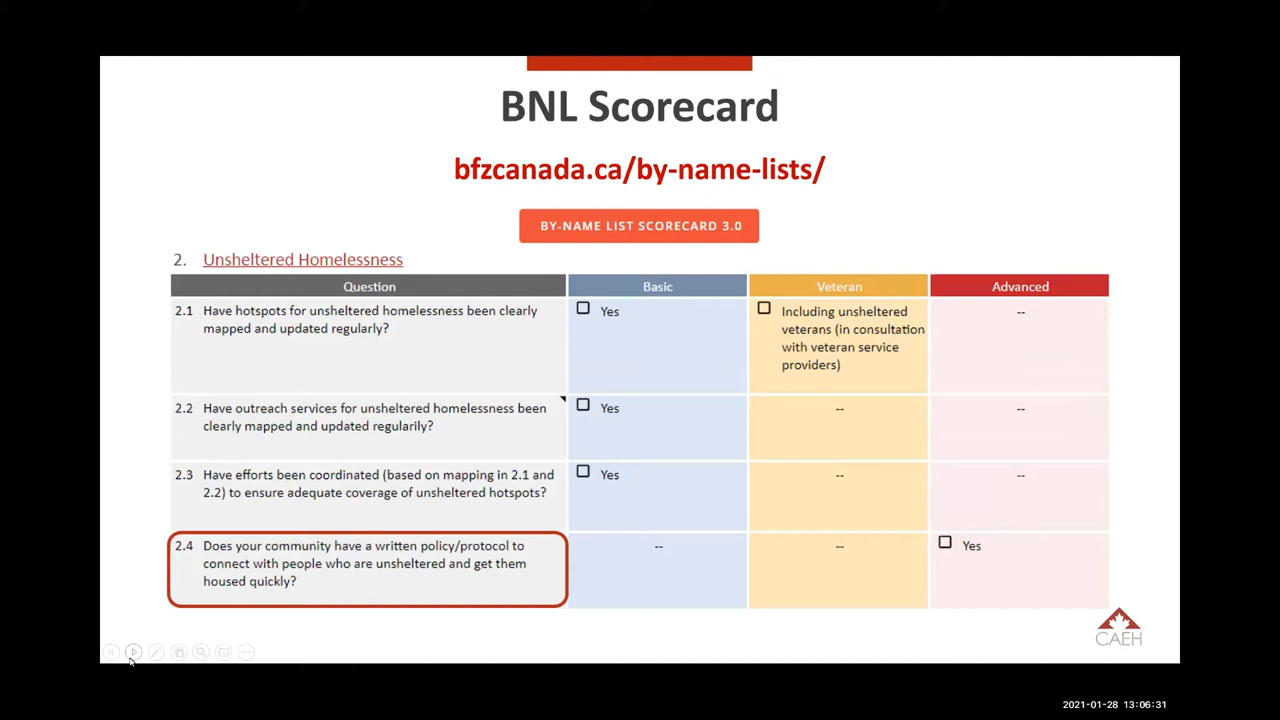 BNL Scorecard
bfzcanada.ca/by-name-lists/
BY-NAME LIST SCORECARD 3.0
2. Unsheltered Homelessness
Question Basic Veteran Advanced
2.1 Have hotspots for unsheltered homelessness been clearly
mapped and updated regularly?
Yes
Including unsheltered
veterans (in consultation
with veteran service
providers)
--
2.2 Have outreach services for unsheltered homelessness been
clearly mapped and updated regularily?
Yes
--
--
2.3 Have efforts been coordinated (based on mapping in 2.1 and
2.2) to ensure adequate coverage of unsheltered hotspots?
Yes
--
--
2.4 Does your community have a written policy/protocol to
connect with people who are unsheltered and get them
housed quickly?
--
--
Yes
CAEH
2021-01-28 13:06:31